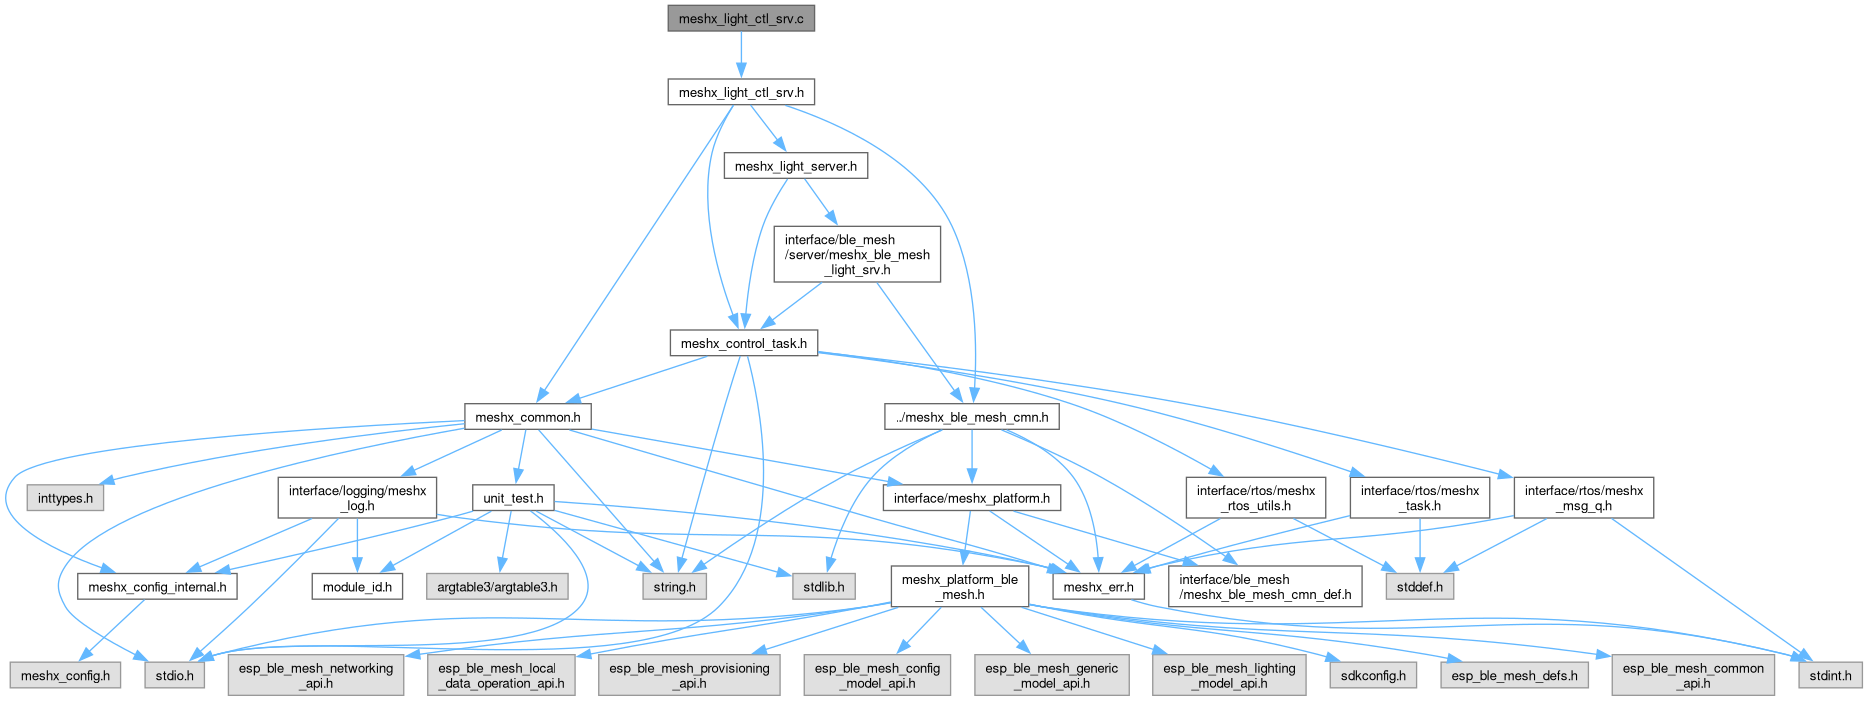 meshx_light_ctl_srv.c
meshx_light_ctl_srv.h
meshx_light_server.h
interface/ble_mesh
/server/meshx_ble_mesh
_light_srv.h
meshx_control_task.h
meshx_common.h
../meshx_ble_mesh_cmn.h
inttypes.h
interface/logging/meshx
_log.h
unit_test.h
interface/meshx_platform.h
interface/rtos/meshx
_rtos_utils.h
interface/rtos/meshx
_task.h
interface/rtos/meshx
_msg_q.h
meshx_config_internal.h
module_id.h
argtable3/argtable3.h
string.h
stdlib.h
meshx_platform_ble
_mesh.h
meshx_err.h
interface/ble_mesh
/meshx_ble_mesh_cmn_def.h
stddef.h
meshx_config.h
stdio.h
esp_ble_mesh_networking
_api.h
esp_ble_mesh_local
_data_operation_api.h
esp_ble_mesh_provisioning
_api.h
esp_ble_mesh_config
_model_api.h
esp_ble_mesh_generic
_model_api.h
esp_ble_mesh_lighting
_model_api.h
sdkconfig.h
esp_ble_mesh_defs.h
esp_ble_mesh_common
_api.h
stdint.h